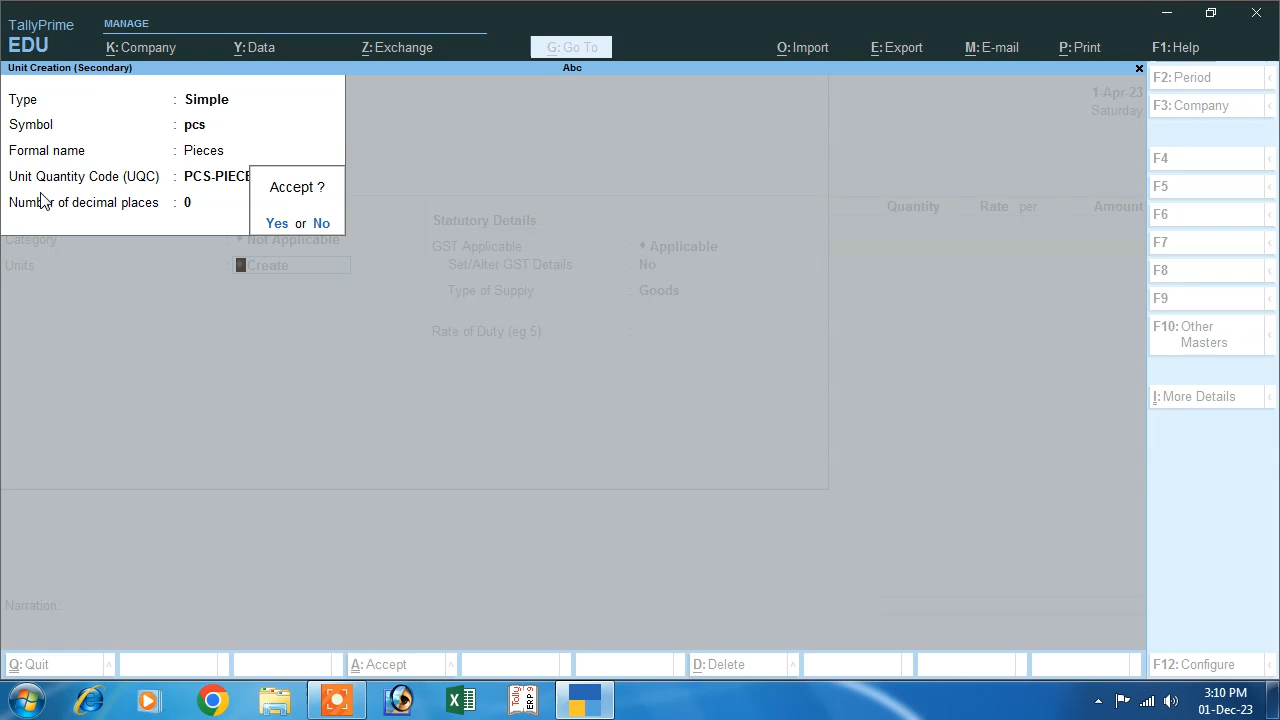 TallyPrime
EDU
MANAGE
K: Company
Y: Data
Z: Exchange
G: Go To
O: Import
E: Export
M: E-mail
P: Print
F1: Help
Unit Creation (Secondary)
Abc
Type : Simple
Symbol : pcs
Formal name : Pieces
Unit Quantity Code (UQC) : PCS-PIECE
Number of decimal places : 0
Accept ?
Yes or No
1-Apr-23
Saturday
Quantity Rate per Amount
Category : ♦ Not Applicable
Units : Create
Statutory Details
GST Applicable : ♦ Applicable
Set/Alter GST Details : No
Type of Supply : Goods
Rate of Duty (eg 5) :
Narration:
F2: Period
F3: Company
F4
F5
F6
F7
F8
F9
F10: Other
Masters
I: More Details
F12: Configure
Q: Quit
A: Accept
D: Delete
Tally
ERP 9
3:10 PM
01-Dec-23